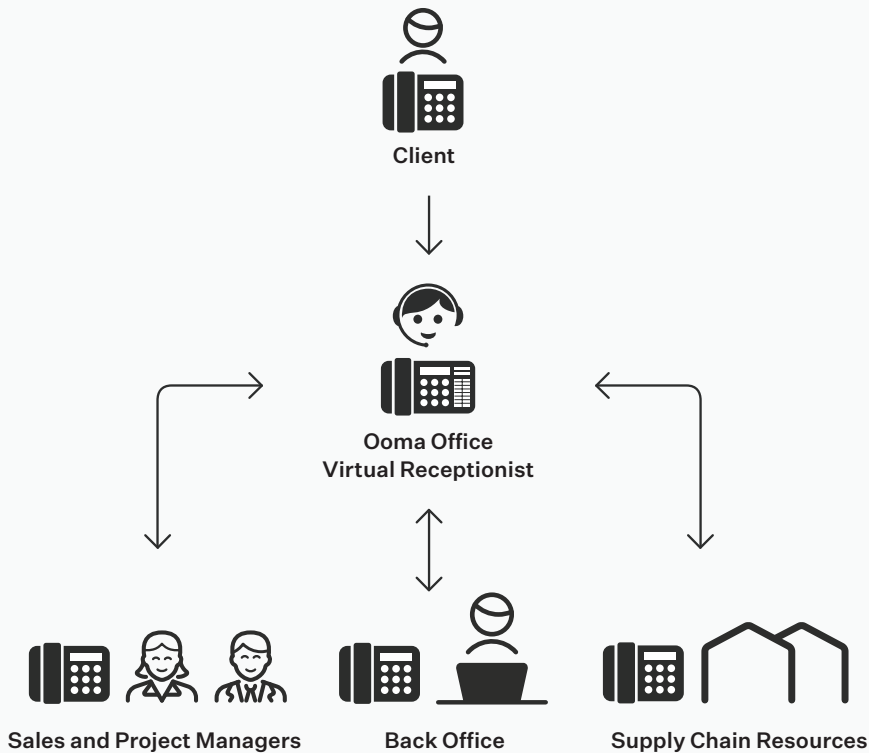 Client
Ooma Office
Virtual Receptionist
Sales and Project Managers
Back Office
Supply Chain Resources